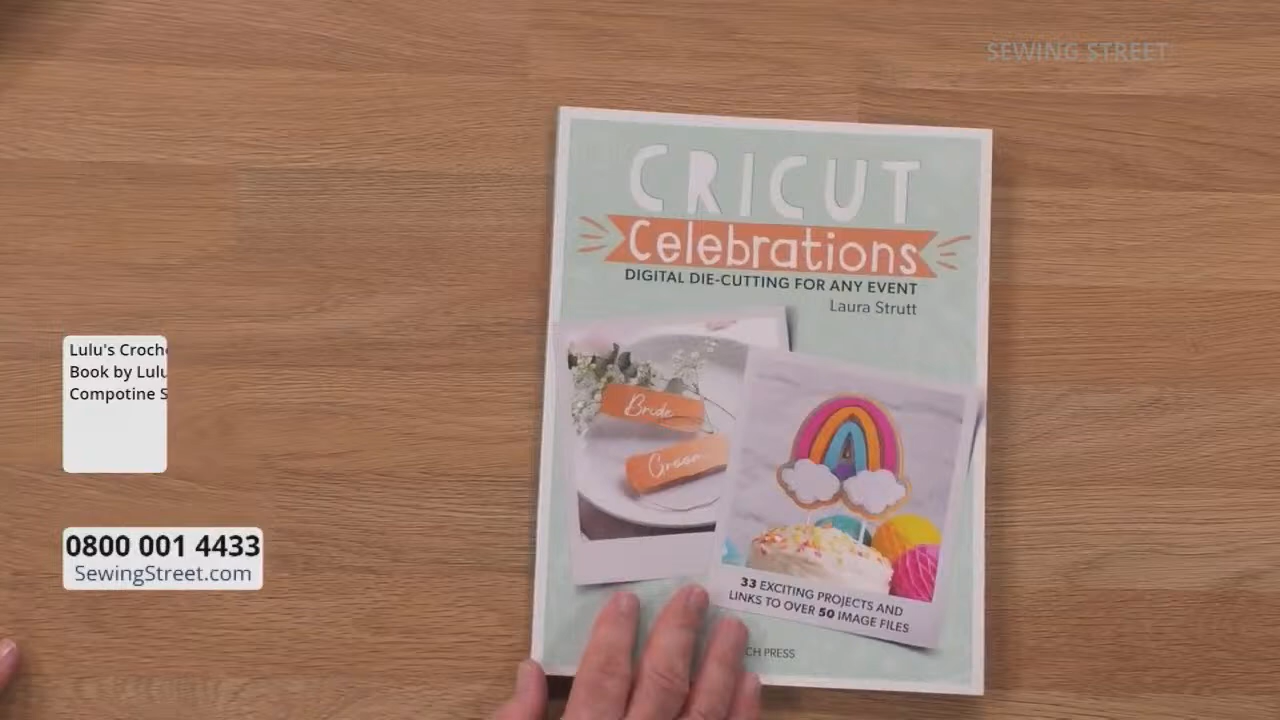 SEWING STREET
CRICUT
Celebrations
DIGITAL DIE-CUTTING FOR ANY EVENT
Laura Strutt
Bride
Groom
33 EXCITING PROJECTS AND
LINKS TO OVER 50 IMAGE FILES
CH PRESS
Lulu's Croch
Book by Lulu
Compotine S
0800 001 4433
SewingStreet.com